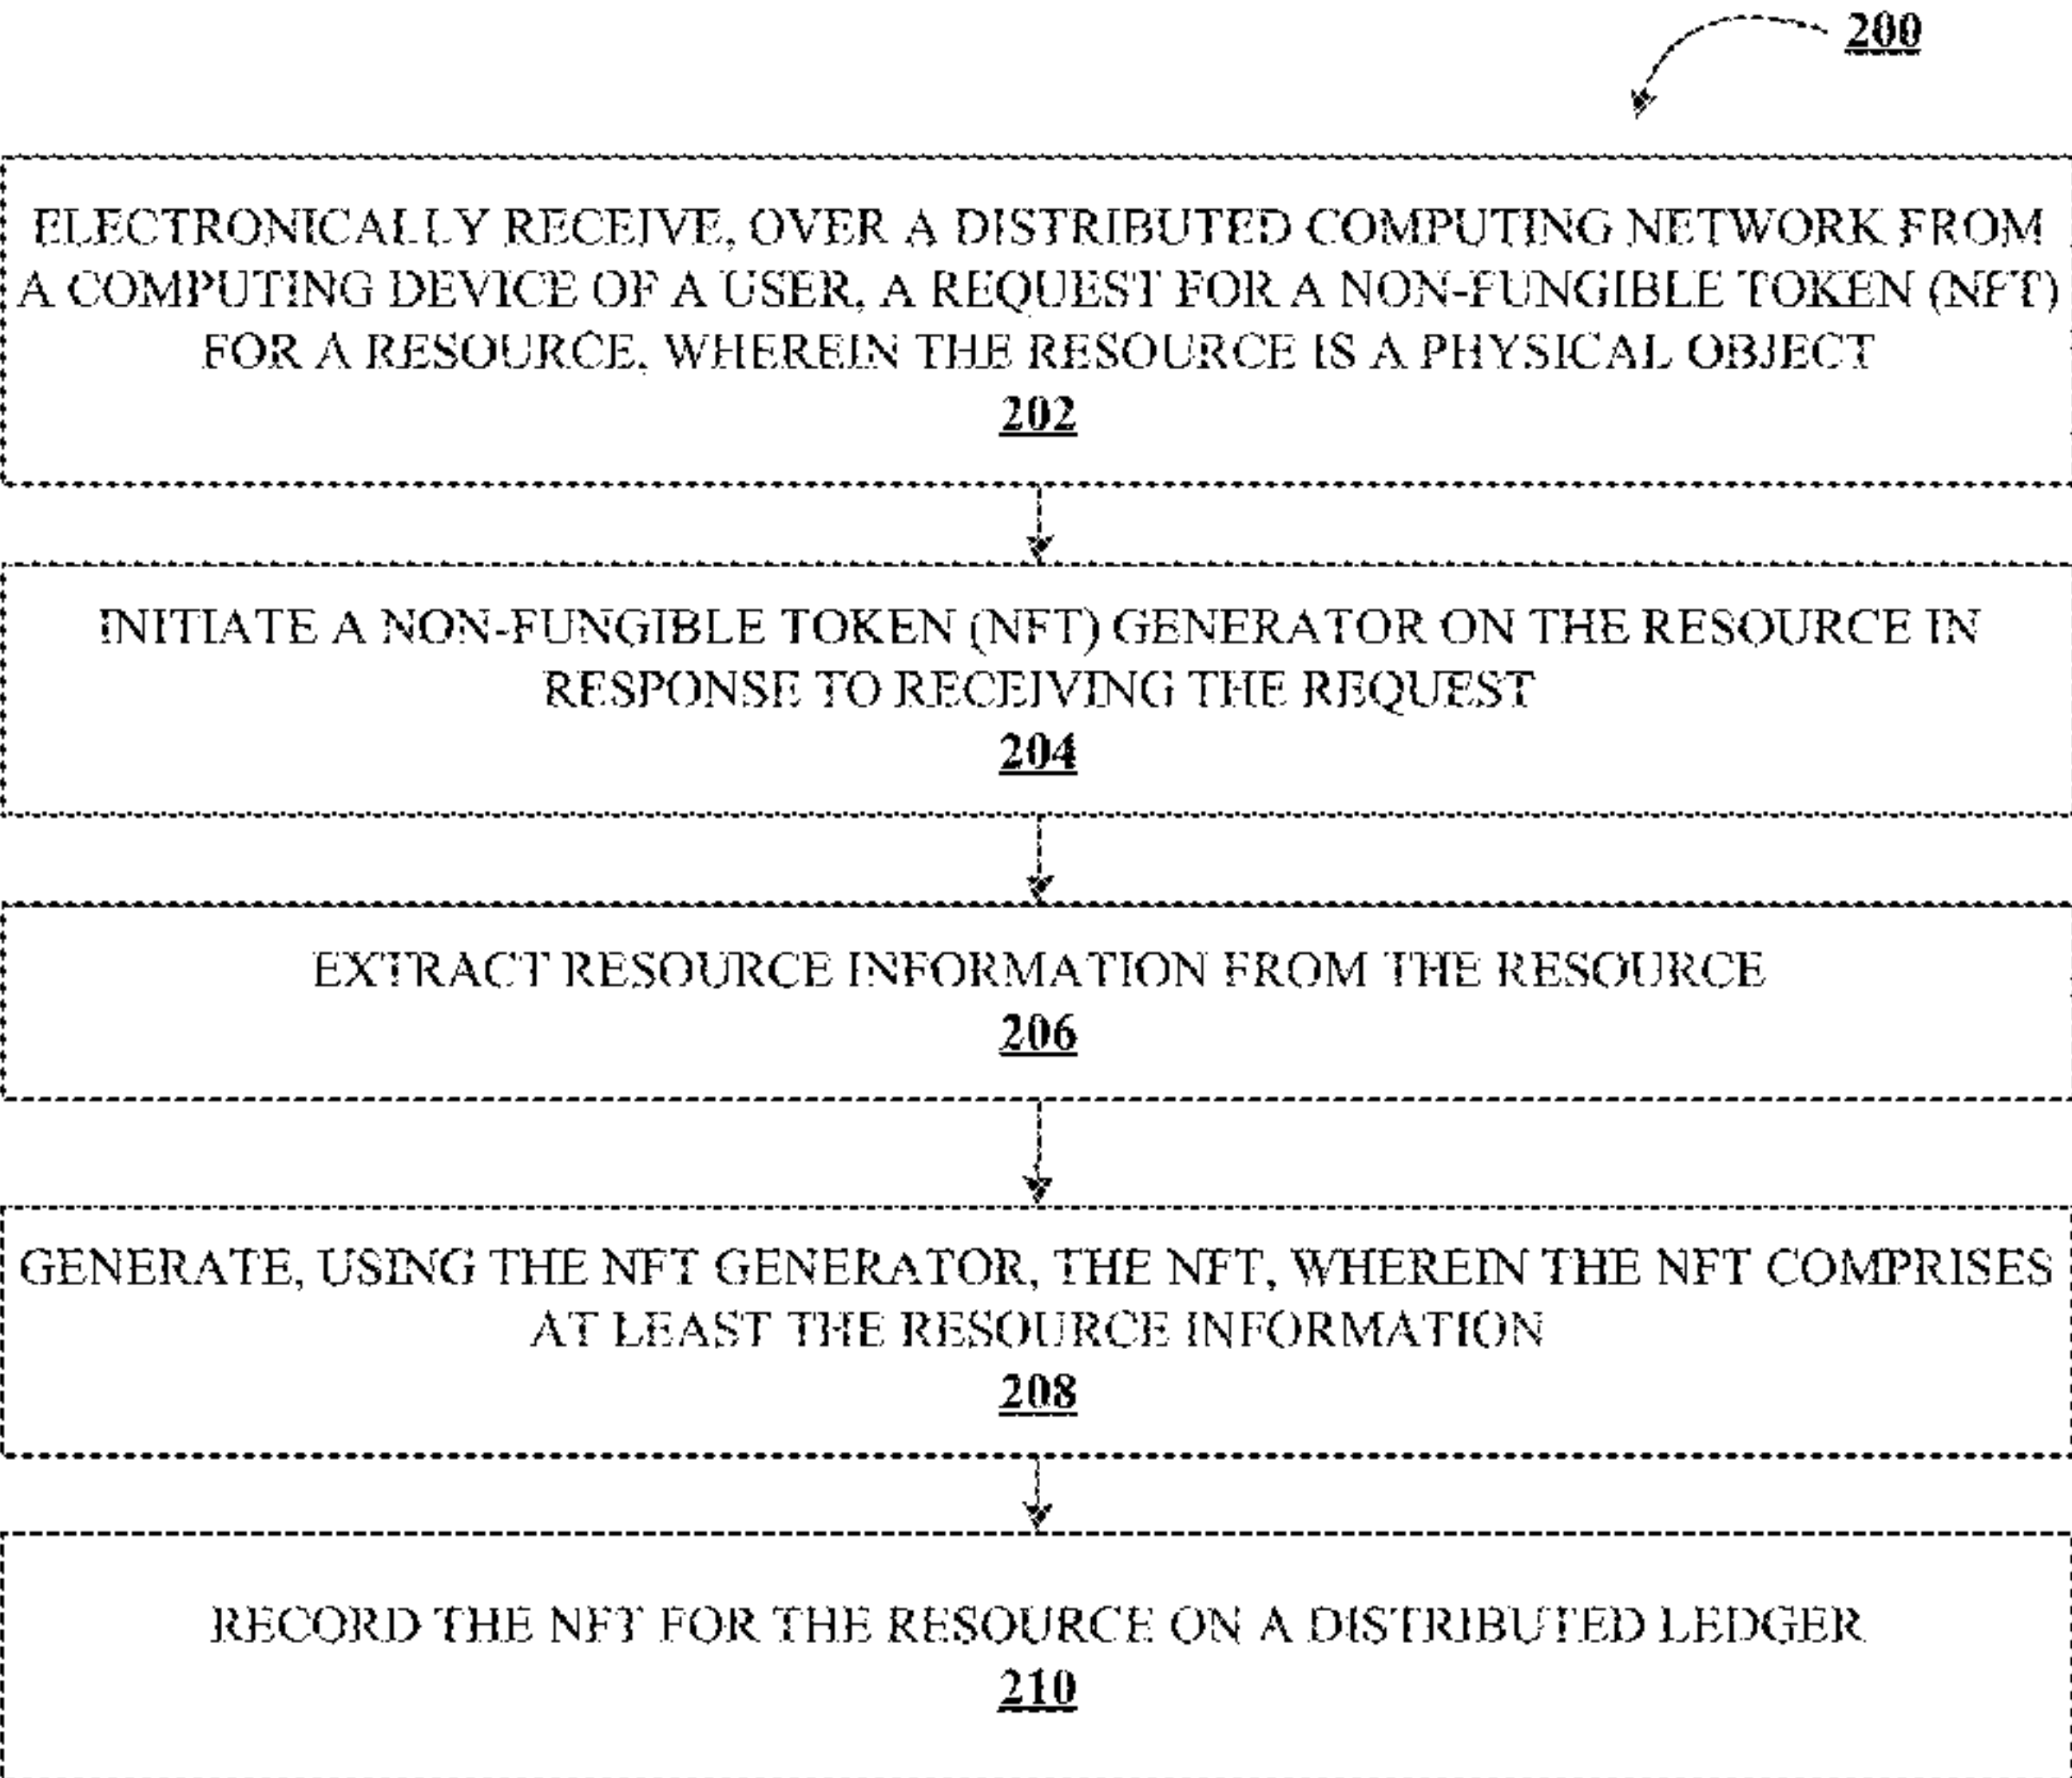 200
ELECTRONICALLY RECEIVE, OVER A DISTRIBUTED COMPUTING NETWORK FROM
A COMPUTING DEVICE OF A USER, A REQUEST FOR A NON-FUNGIBLE TOKEN (NFT)
FOR A RESOURCE, WHEREIN THE RESOURCE IS A PHYSICAL OBJECT
202
INITIATE A NON-FUNGIBLE TOKEN (NFT) GENERATOR ON THE RESOURCE IN
RESPONSE TO RECEIVING THE REQUEST
204
EXTRACT RESOURCE INFORMATION FROM THE RESOURCE
206
GENERATE, USING THE NFT GENERATOR, THE NFT, WHEREIN THE NFT COMPRISES
AT LEAST THE RESOURCE INFORMATION
208
RECORD THE NFT FOR THE RESOURCE ON A DISTRIBUTED LEDGER
210